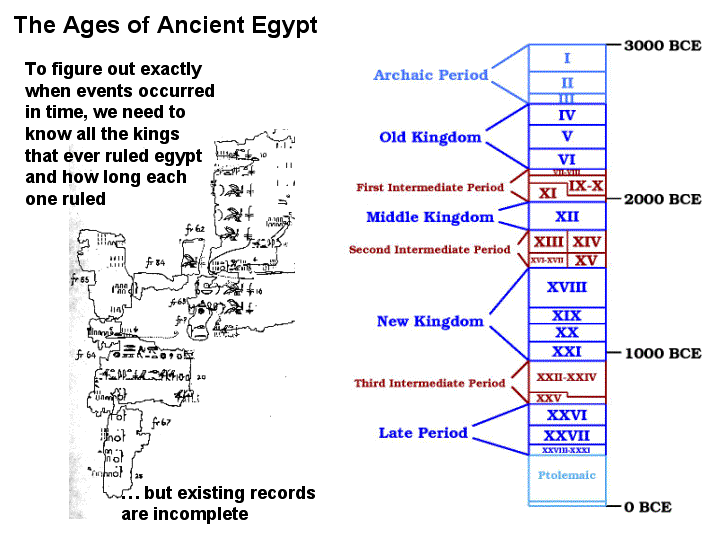 The Ages of Ancient Egypt
To figure out exactly
when events occurred
in time, we need to
know all the kings
that ever ruled egypt
and how long each
one ruled
fr 62
fr 84
fr 85
fr 64
20
fr 67
25
10
10
... but existing records
are incomplete
3000 BCE
Archaic Period
I
II
III
Old Kingdom
IV
V
VI
First Intermediate Period
VII-VIII
IX-X
XI
2000 BCE
Middle Kingdom
XII
Second Intermediate Period
XIII
XIV
XVI-XVII
XV
New Kingdom
XVIII
XIX
XX
XXI
1000 BCE
Third Intermediate Period
XXII-XXIV
XXV
Late Period
XXVI
XXVII
XXVIII-XXXI
Ptolemaic
0 BCE